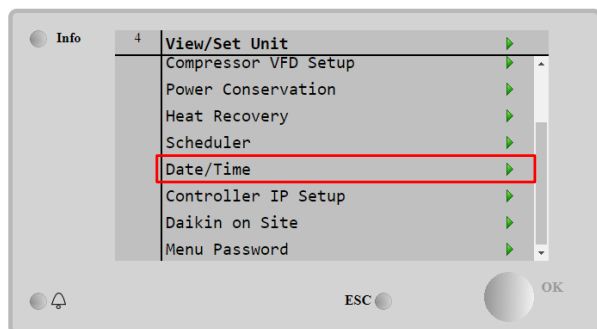 Info
4 View/Set Unit
Compressor VFD Setup
Power Conservation
Heat Recovery
Scheduler
Date/Time
Controller IP Setup
Daikin on Site
Menu Password
ESC
OK